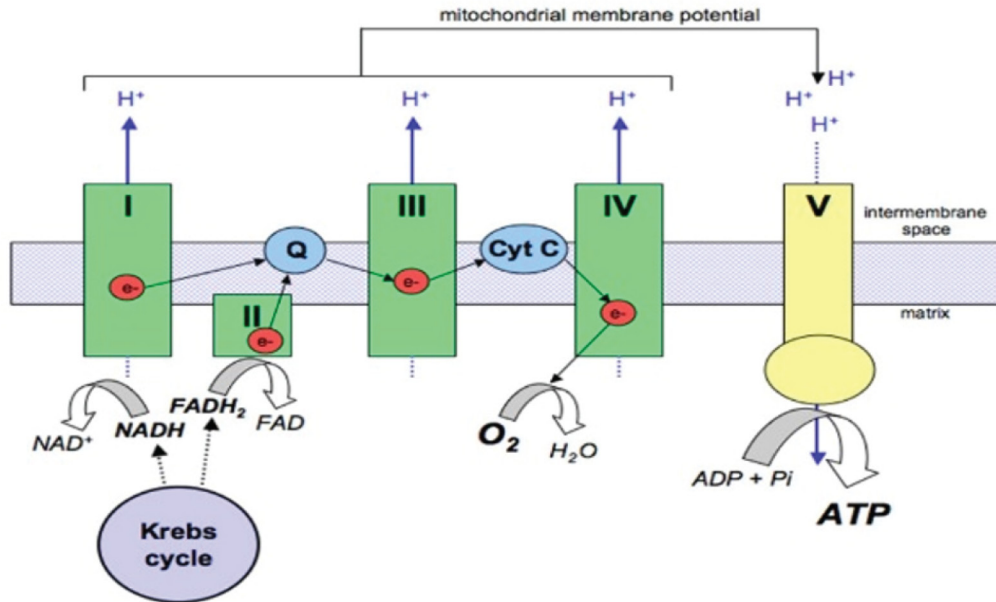 mitochondrial membrane potential
H⁺
H⁺
H⁺
H⁺
H⁺
H⁺
I
III
IV
V
intermembrane
space
Q
Cyt C
e-
e-
e-
II
e-
matrix
NAD⁺
NADH
FADH₂
FAD
O₂
H₂O
ADP + Pi
ATP
Krebs
cycle